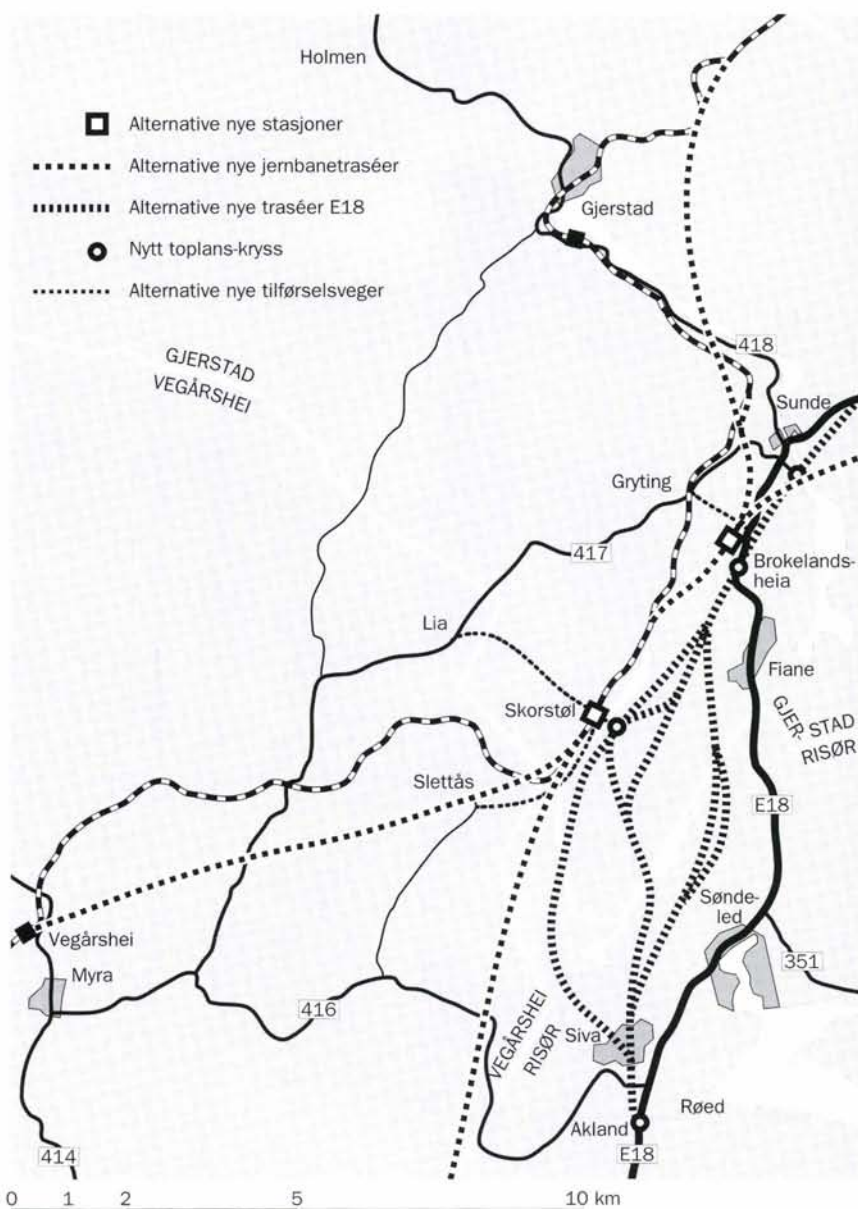 Holmen
Alternative nye stasjoner
Alternative nye jernbanetraséer
Alternative nye traséer E18
Nytt toplans-kryss
Alternative nye tilførselsveger
Gjerstad
GJERSTAD
VEGÅRSHEI
418
Sunde
Gryting
417
Brokelands-
heia
Lia
Fiane
Skorstøl
GJER-STAD
RISØR
Slettås
E18
Sønde-
led
Vegårshei
Myra
351
416
VEGÅRSHEI
RISØR
Siva
Røed
Akland
414
E18
0 1 2 5 10 km